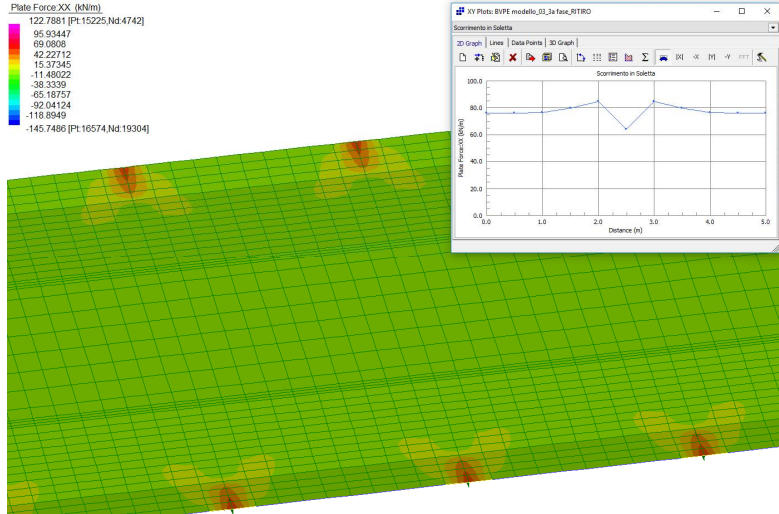 Plate Force:XX (kN/m)
122.7881 [Pt:15225,Nd:4742]
95.93447
69.0808
42.22712
15.37345
-11.48022
-38.3339
-65.18757
-92.04124
-118.8949
-145.7486 [Pt:16574,Nd:19304]
XY Plots: BVPE modello_03_3a fase_RITIRO
Scorrimento in Soletta
2D Graph Lines Data Points 3D Graph
|X| -X |Y| -Y FFT
Scorrimento in Soletta
Plate Force:XX (kN/m)
100.0
80.0
60.0
40.0
20.0
0.0
0.0 1.0 2.0 3.0 4.0 5.0
Distance (m)